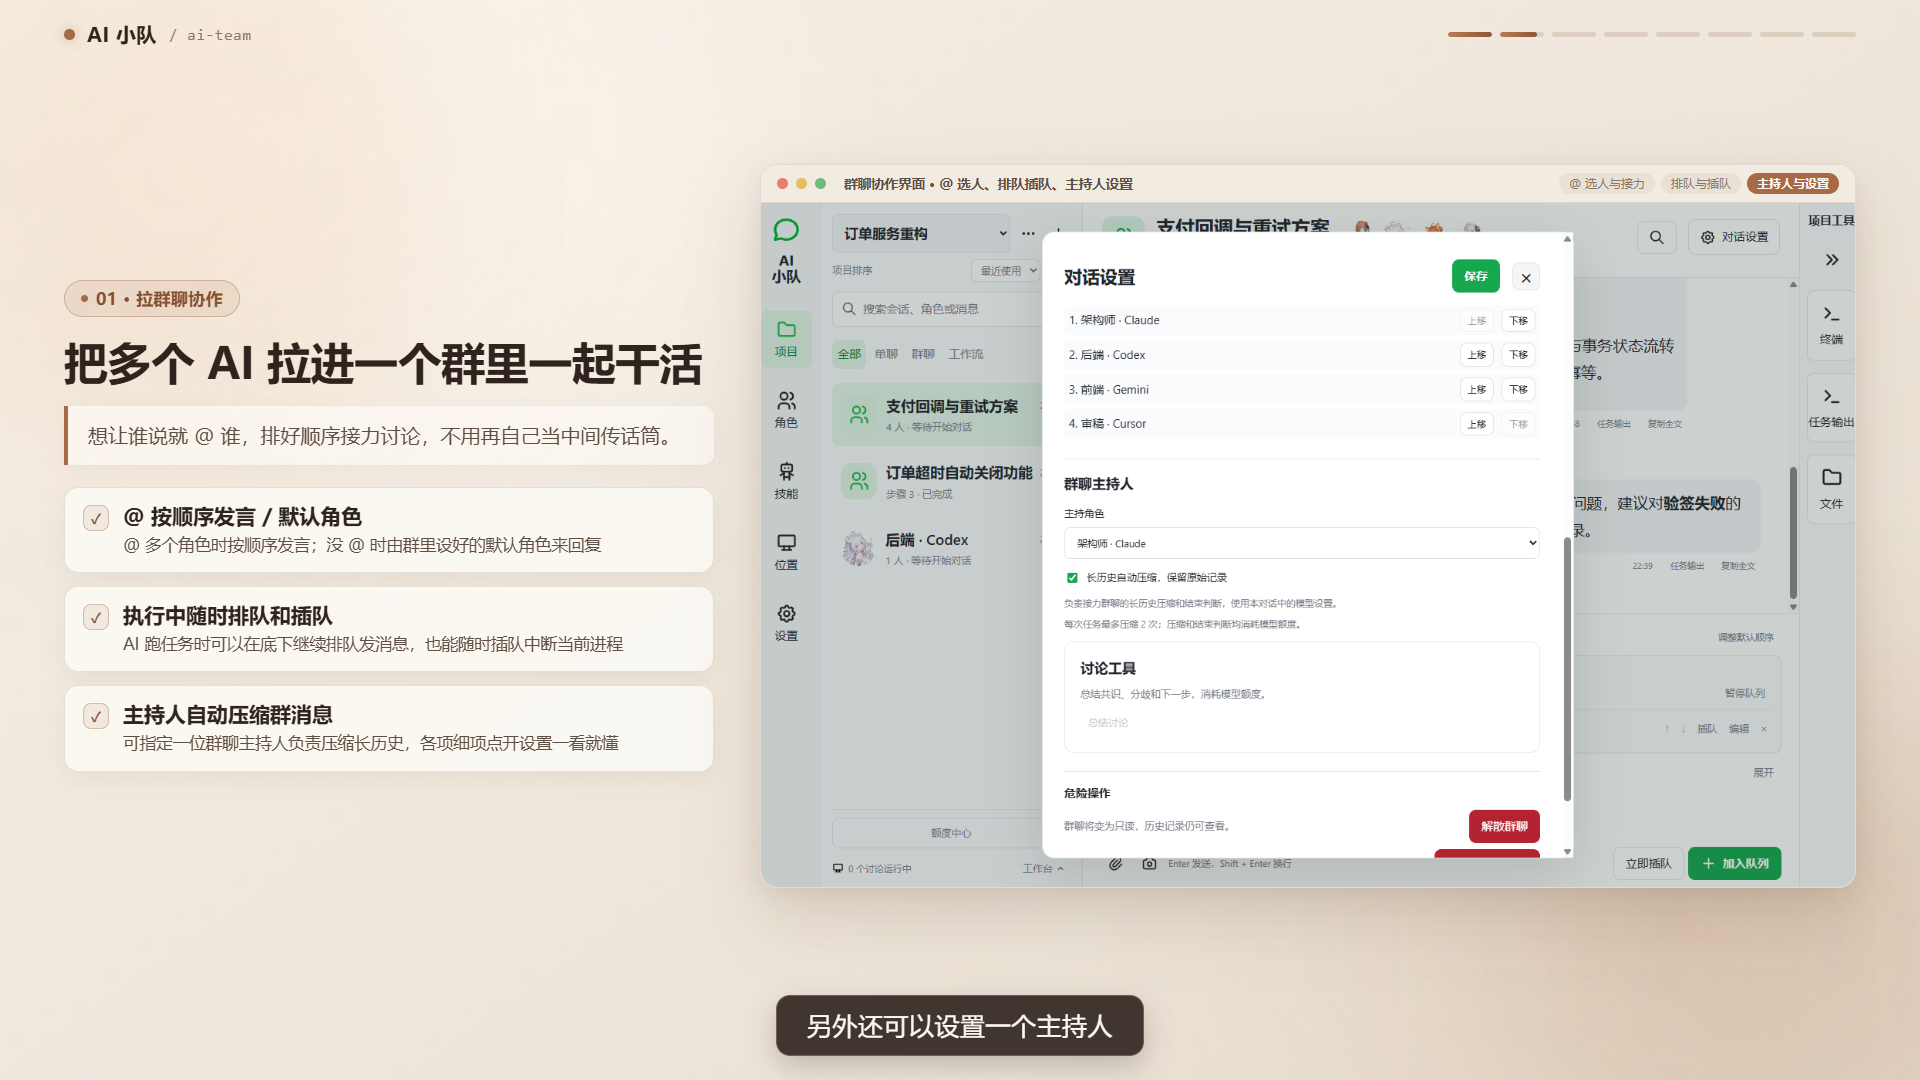 AI 小队 / ai-team
01 • 拉群聊协作
把多个 AI 拉进一个群里一起干活
想让谁说就 @ 谁，排好顺序接力讨论，不用再自己当中间传话筒。
@ 按顺序发言 / 默认角色
@ 多个角色时按顺序发言；没 @ 时由群里设好的默认角色来回复
执行中随时排队和插队
AI 跑任务时可以在底下继续排队发消息，也能随时插队中断当前进程
主持人自动压缩群消息
可指定一位群聊主持人负责压缩长历史，各项细项点开设置一看就懂
群聊协作界面 • @ 选人、排队插队、主持人设置
@ 选人与接力
排队与插队
主持人与设置
AI
小队
项目
角色
技能
位置
设置
订单服务重构
项目排序
最近使用
搜索会话、角色或消息
全部 单聊 群聊 工作流
支付回调与重试方案
4 人 · 等待开始对话
订单超时自动关闭功能
步骤 3 · 已完成
后端 · Codex
1 人 · 等待开始对话
额度中心
0 个讨论运行中
工作台
支付回调与重试方案
对话设置
项目工具
终端
任务输出
文件
对话设置
保存
1. 架构师 · Claude
上移 下移
2. 后端 · Codex
上移 下移
3. 前端 · Gemini
上移 下移
4. 审稿 · Cursor
上移 下移
群聊主持人
主持角色
架构师 · Claude
长历史自动压缩，保留原始记录
负责接力群聊的长历史压缩和结束判断，使用本对话中的模型设置。
每次任务最多压缩 2 次；压缩和结束判断均消耗模型额度。
讨论工具
总结共识、分歧和下一步，消耗模型额度。
总结讨论
危险操作
群聊将变为只读，历史记录仍可查看。
解散群聊
与事务状态流转
事等。
任务输出 复制全文
问题，建议对验签失败的
录。
22:39 任务输出 复制全文
调整默认顺序
暂停队列
↑ ↓ 插队 编辑 ×
展开
Enter 发送，Shift + Enter 换行
立即插队
加入队列
另外还可以设置一个主持人